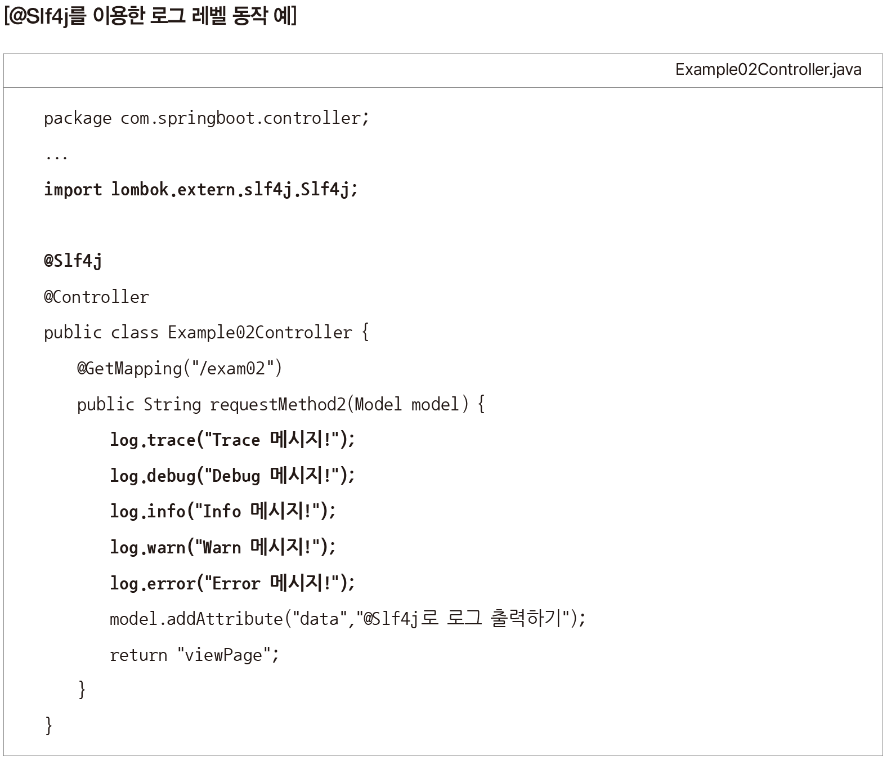 [@Slf4j를 이용한 로그 레벨 동작 예]
Example02Controller.java
package com.springboot.controller;
...
import lombok.extern.slf4j.Slf4j;
@Slf4j
@Controller
public class Example02Controller {
@GetMapping("/exam02")
public String requestMethod2(Model model) {
log.trace("Trace 메시지!");
log.debug("Debug 메시지!");
log.info("Info 메시지!");
log.warn("Warn 메시지!");
log.error("Error 메시지!");
model.addAttribute("data","@Slf4j로 로그 출력하기");
return "viewPage";
}
}